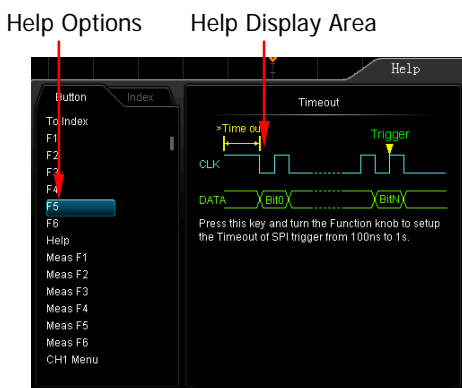 Help Options Help Display Area
Help
Button Index
Timeout
To Index
F1
F2
F3
F4
F5
F6
Help
Meas F1
Meas F2
Meas F3
Meas F4
Meas F5
Meas F6
CH1 Menu
>Time out
Trigger
CLK
DATA Bit0 BitN
Press this key and turn the Function knob to setup
the Timeout of SPI trigger from 100ns to 1s.